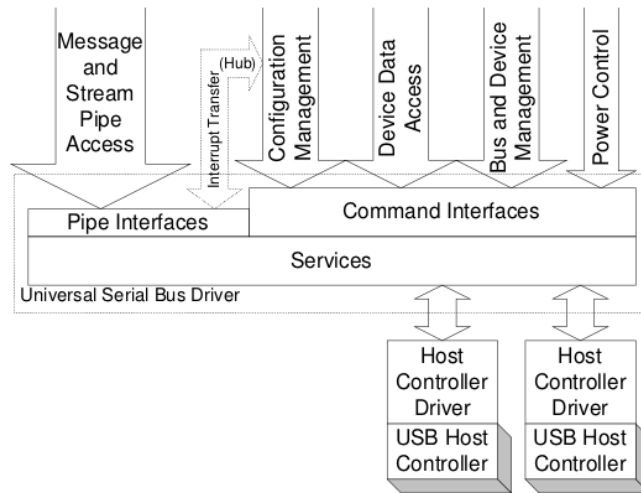 Message
and
Stream
Pipe
Access
Interrupt Transfer
(Hub)
Configuration
Management
Device Data
Access
Bus and Device
Management
Power Control
Pipe Interfaces
Command Interfaces
Services
Universal Serial Bus Driver
Host
Controller
Driver
USB Host
Controller
Host
Controller
Driver
USB Host
Controller